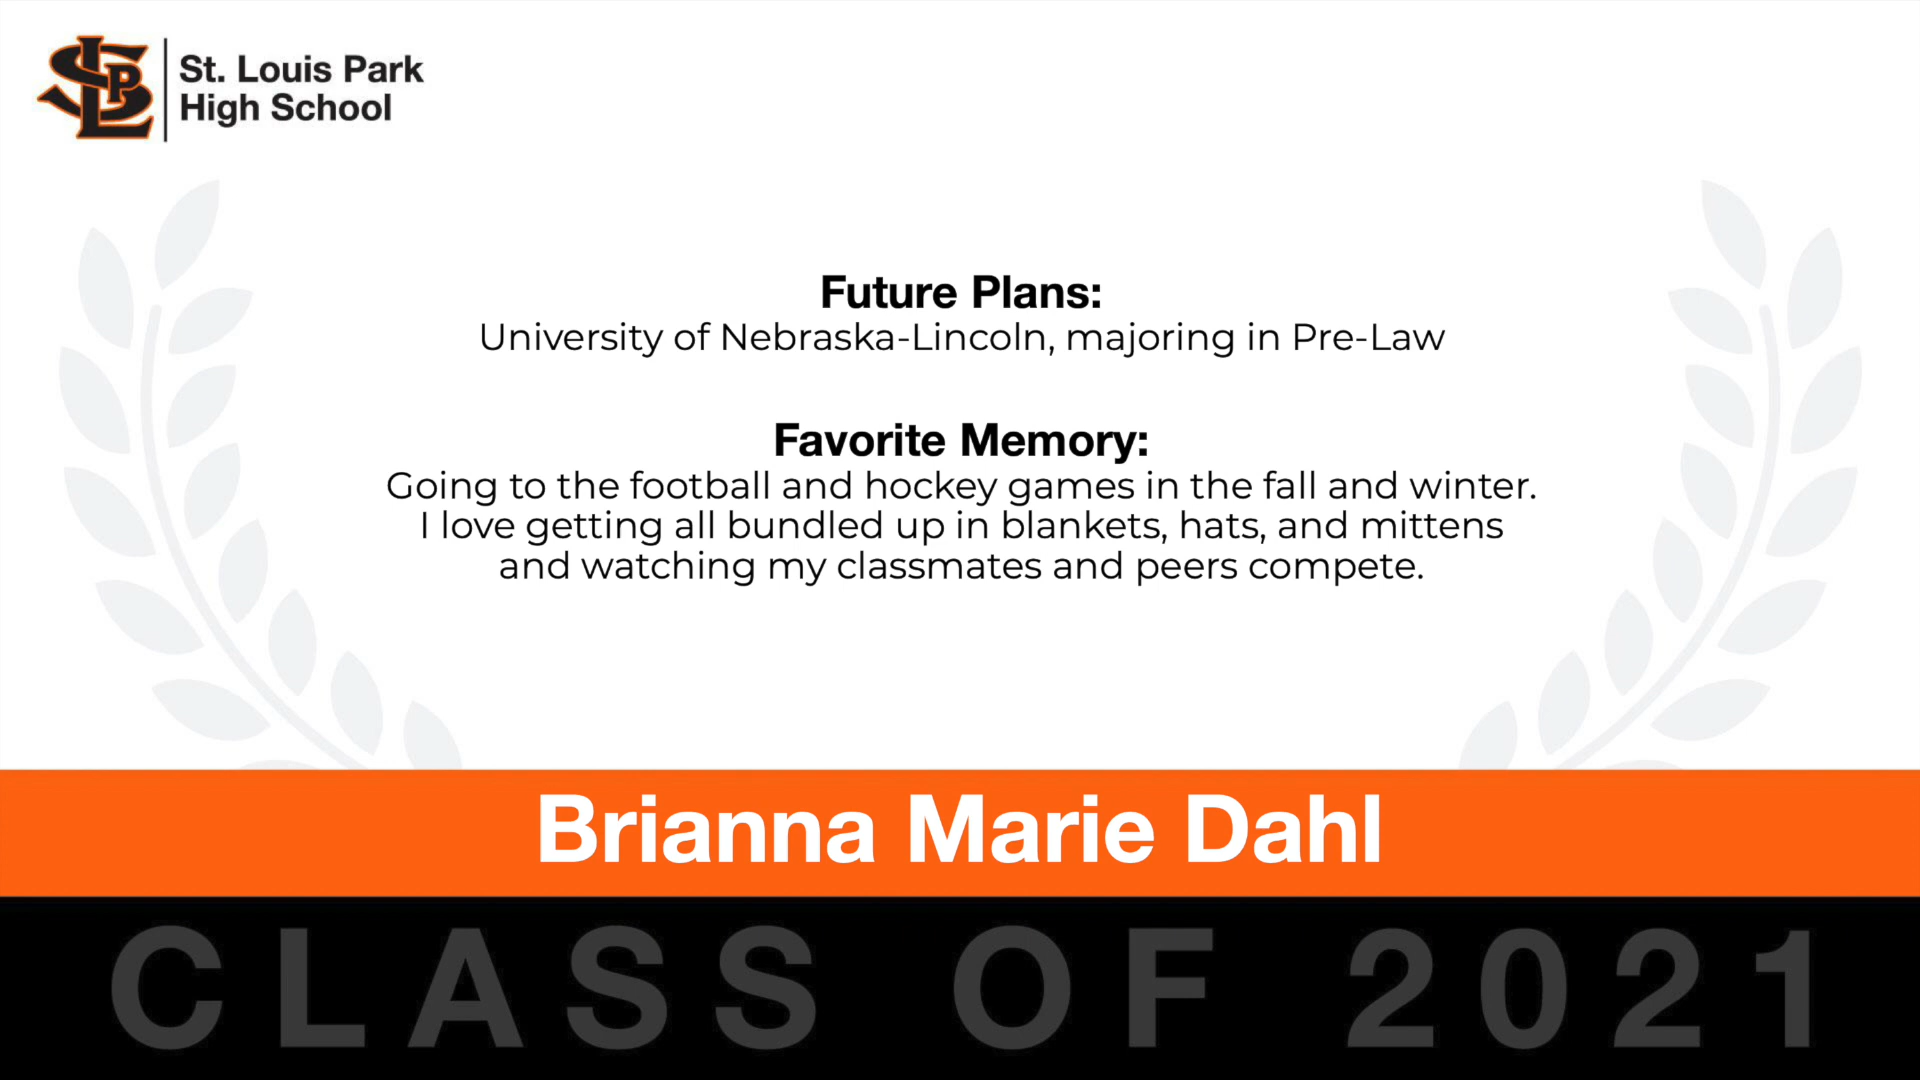 SLP
St. Louis Park
High School
Future Plans:
University of Nebraska-Lincoln, majoring in Pre-Law
Favorite Memory:
Going to the football and hockey games in the fall and winter.
I love getting all bundled up in blankets, hats, and mittens
and watching my classmates and peers compete.
Brianna Marie Dahl
CLASS OF 2021